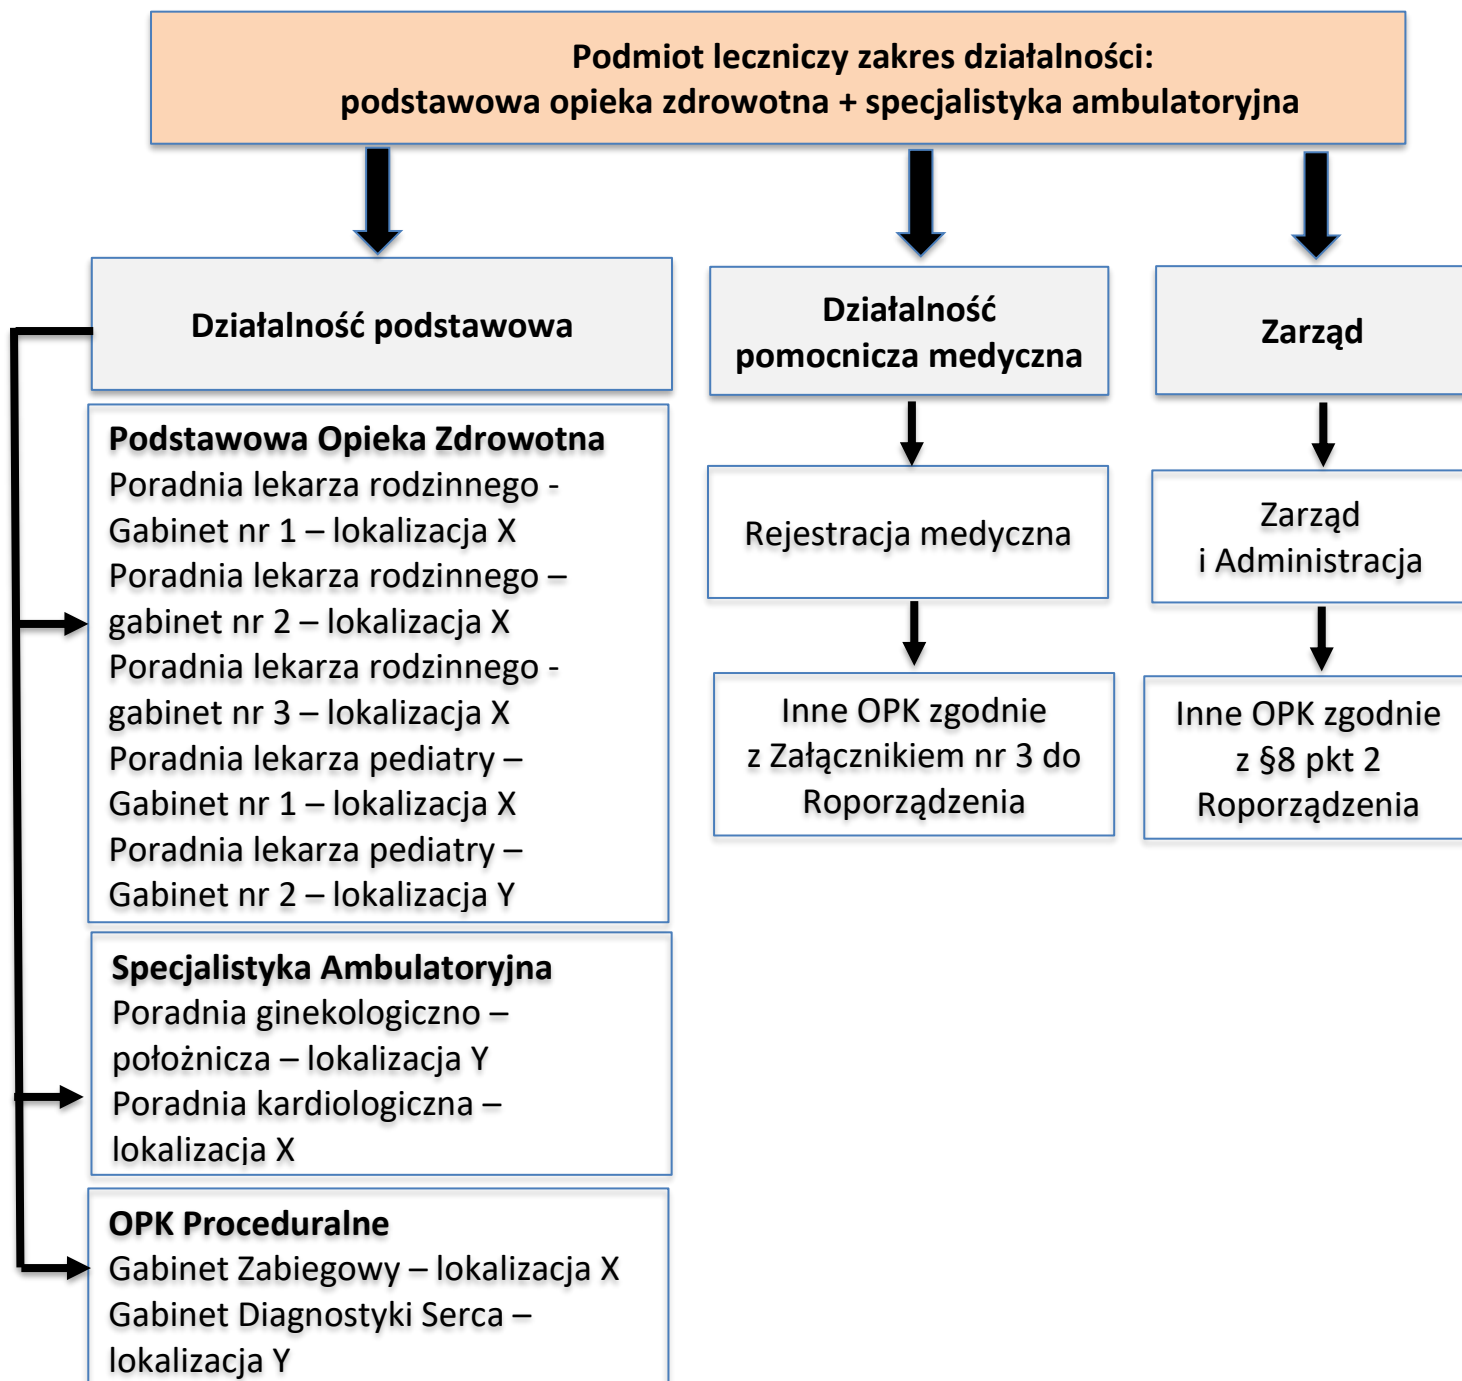 Podmiot leczniczy zakres działalności:
podstawowa opieka zdrowotna + specjalistyka ambulatoryjna
Działalność podstawowa
Działalność
pomocnicza medyczna
Zarząd
Podstawowa Opieka Zdrowotna
Poradnia lekarza rodzinnego -
Gabinet nr 1 – lokalizacja X
Poradnia lekarza rodzinnego –
gabinet nr 2 – lokalizacja X
Poradnia lekarza rodzinnego -
gabinet nr 3 – lokalizacja X
Poradnia lekarza pediatry –
Gabinet nr 1 – lokalizacja X
Poradnia lekarza pediatry –
Gabinet nr 2 – lokalizacja Y
Rejestracja medyczna
Zarząd
i Administracja
Inne OPK zgodnie
z Załącznikiem nr 3 do
Roporządzenia
Inne OPK zgodnie
z §8 pkt 2
Roporządzenia
Specjalistyka Ambulatoryjna
Poradnia ginekologiczno –
położnicza – lokalizacja Y
Poradnia kardiologiczna –
lokalizacja X
OPK Proceduralne
Gabinet Zabiegowy – lokalizacja X
Gabinet Diagnostyki Serca –
lokalizacja Y